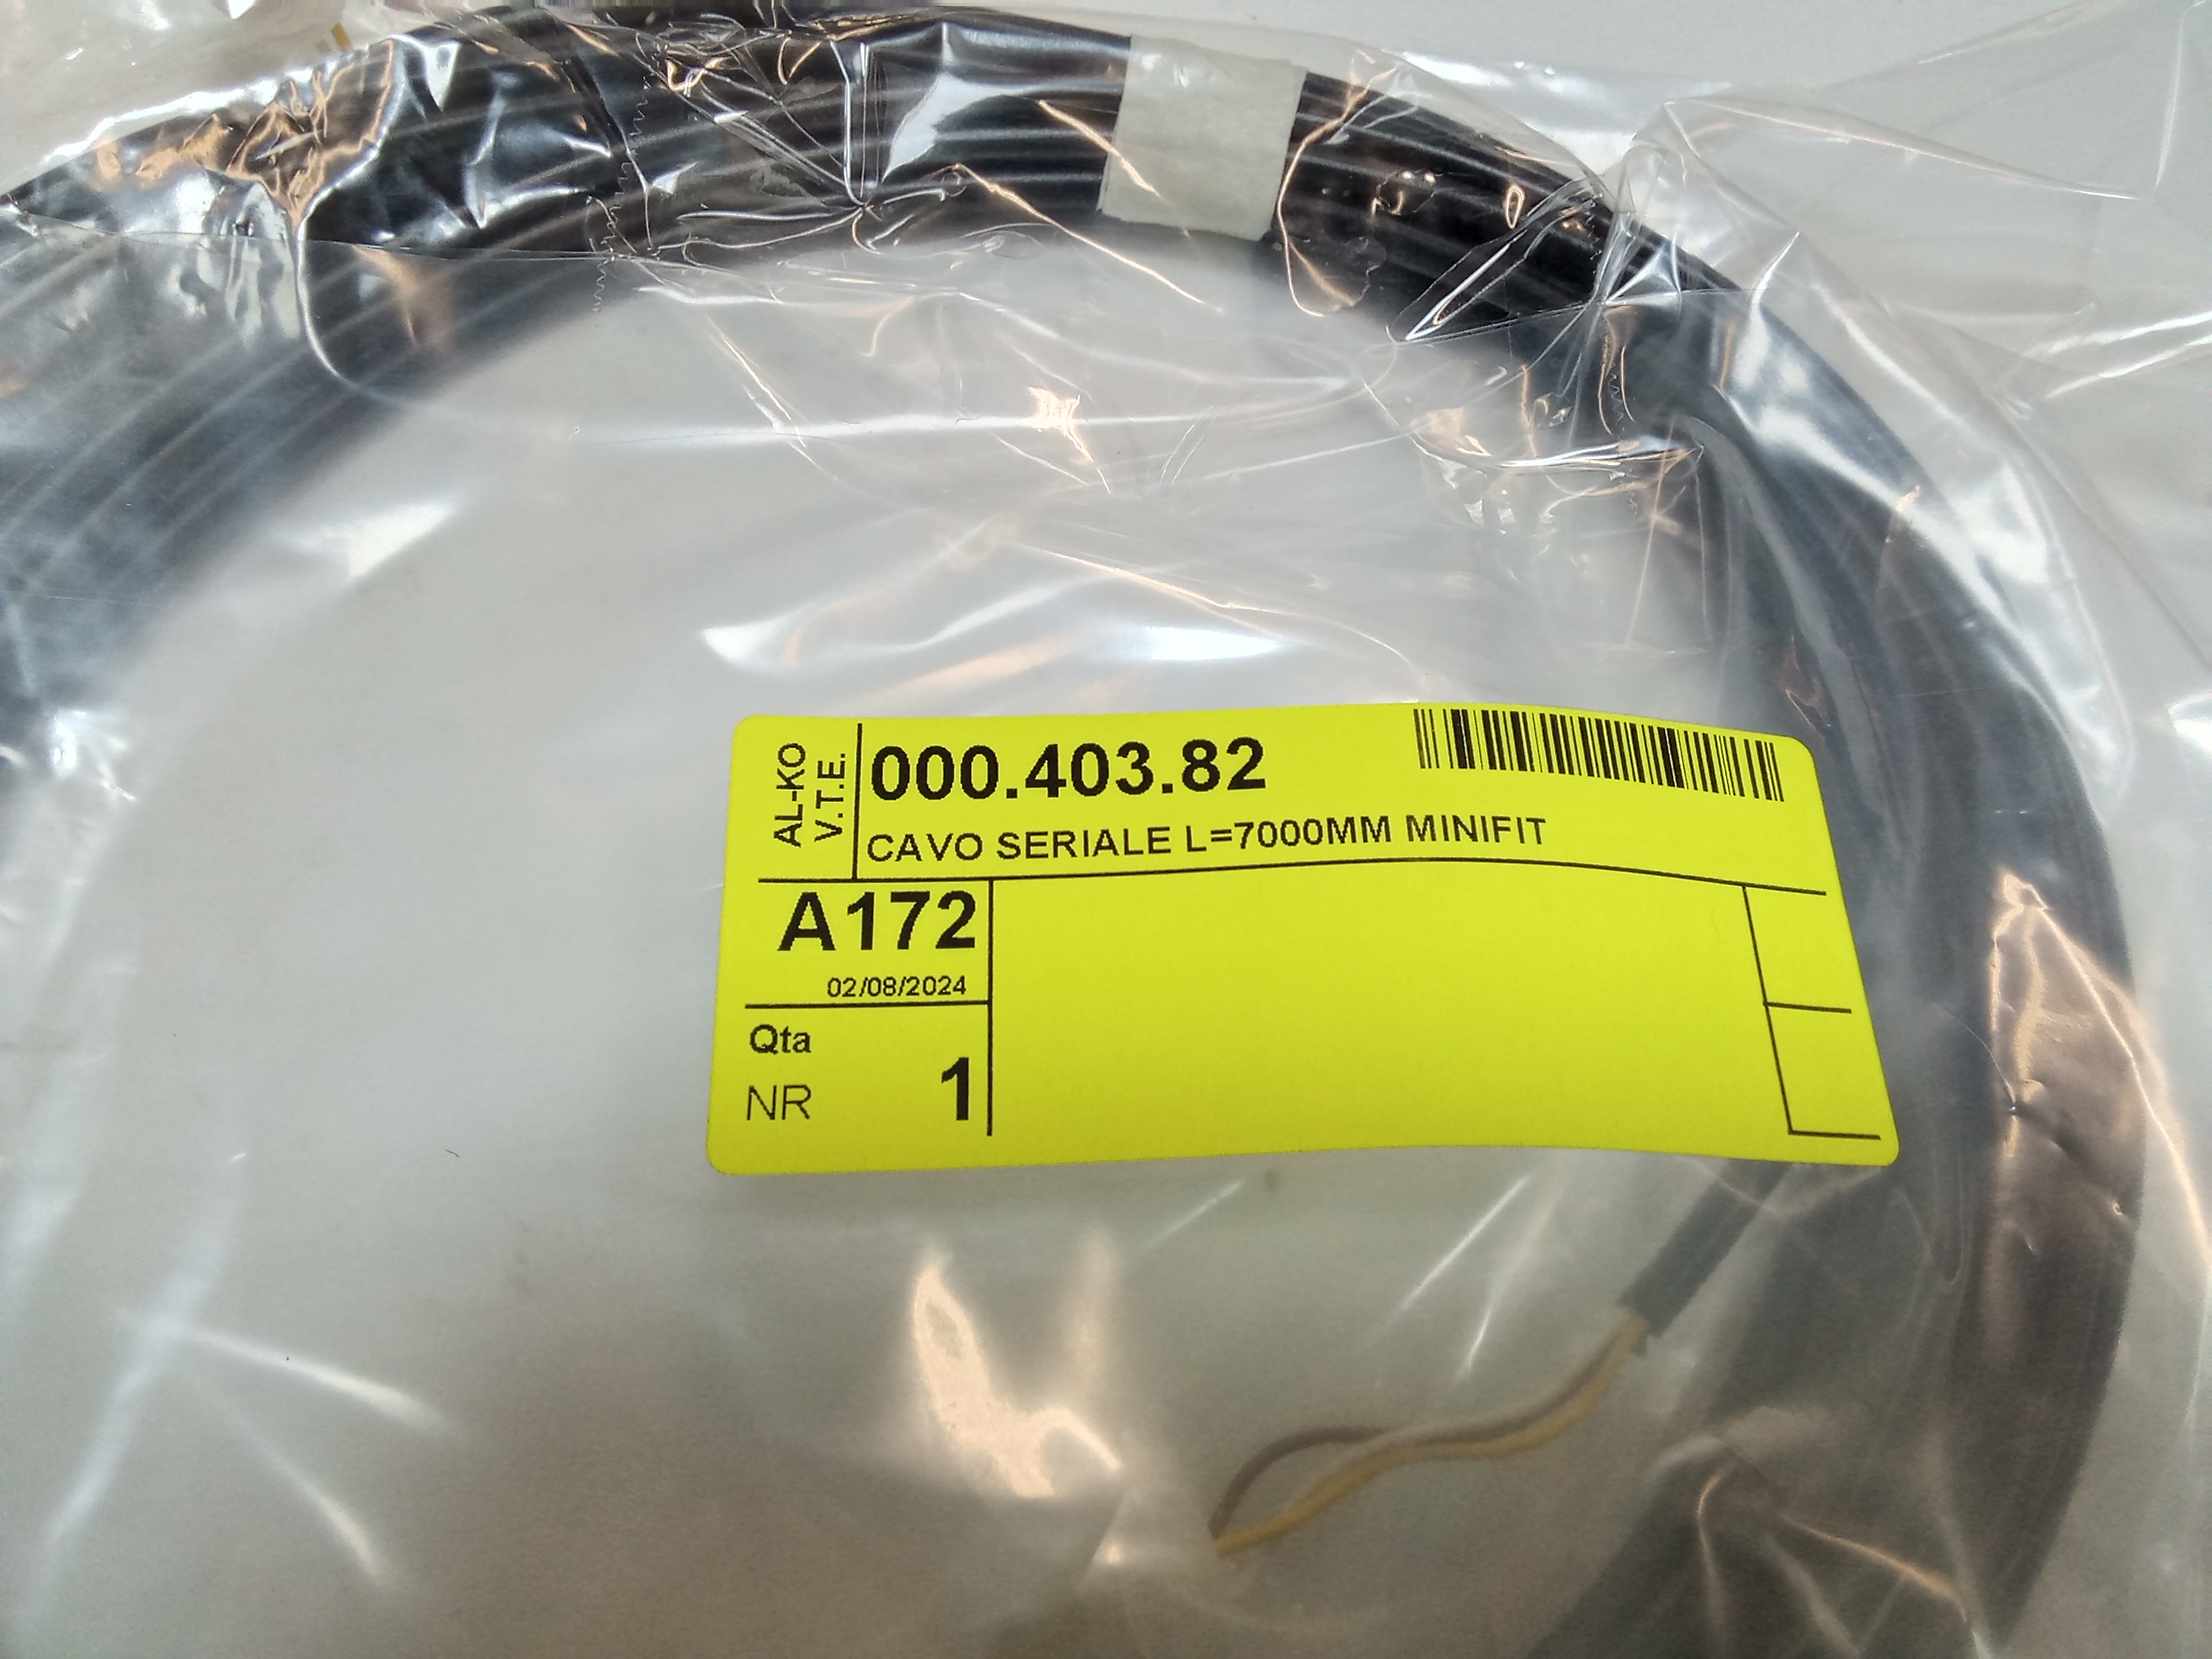 AL-KO
V.T.E.
000.403.82
CAVO SERIALE L=7000MM MINIFIT
A172
02/08/2024
Qta
NR 1